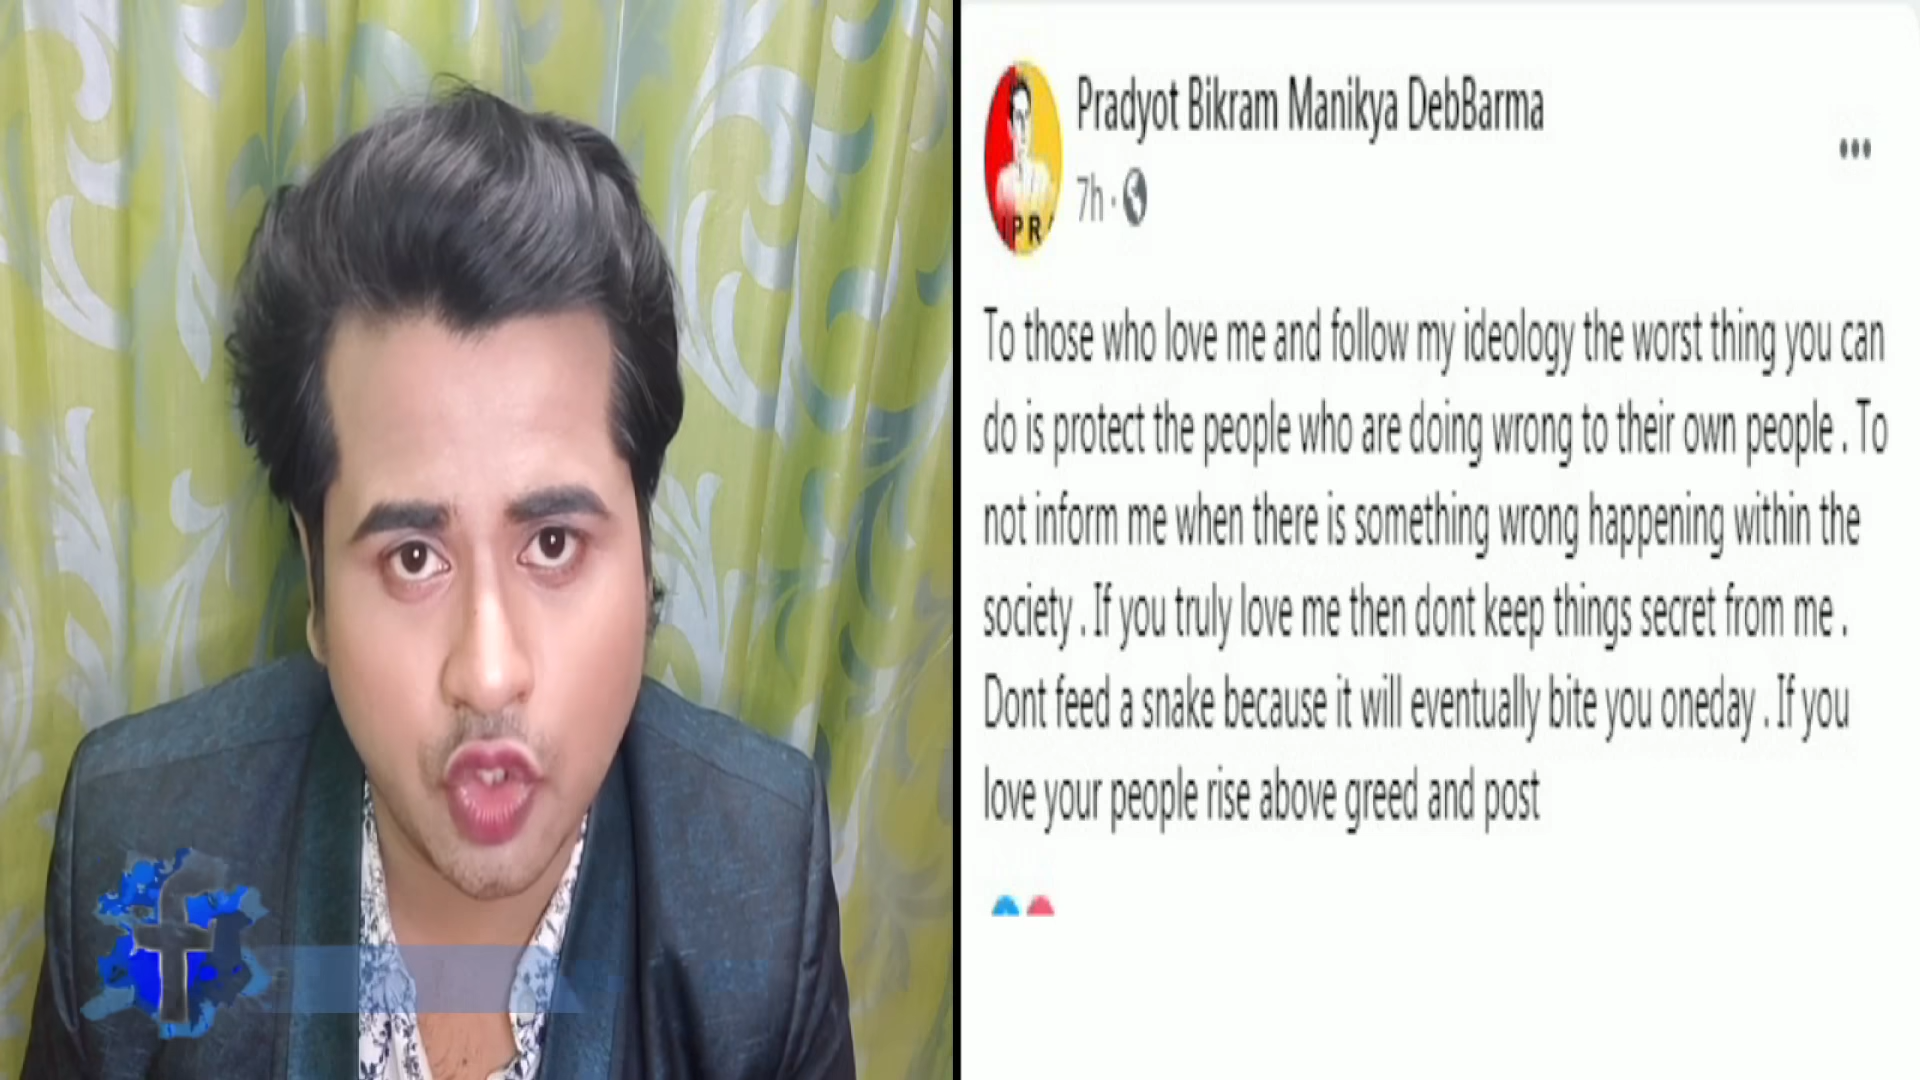 Pradyot Bikram Manikya DebBarma
7h ·
To those who love me and follow my ideology the worst thing you can
do is protect the people who are doing wrong to their own people . To
not inform me when there is something wrong happening within the
society . If you truly love me then dont keep things secret from me .
Dont feed a snake because it will eventually bite you oneday . If you
love your people rise above greed and post
IPRA
f